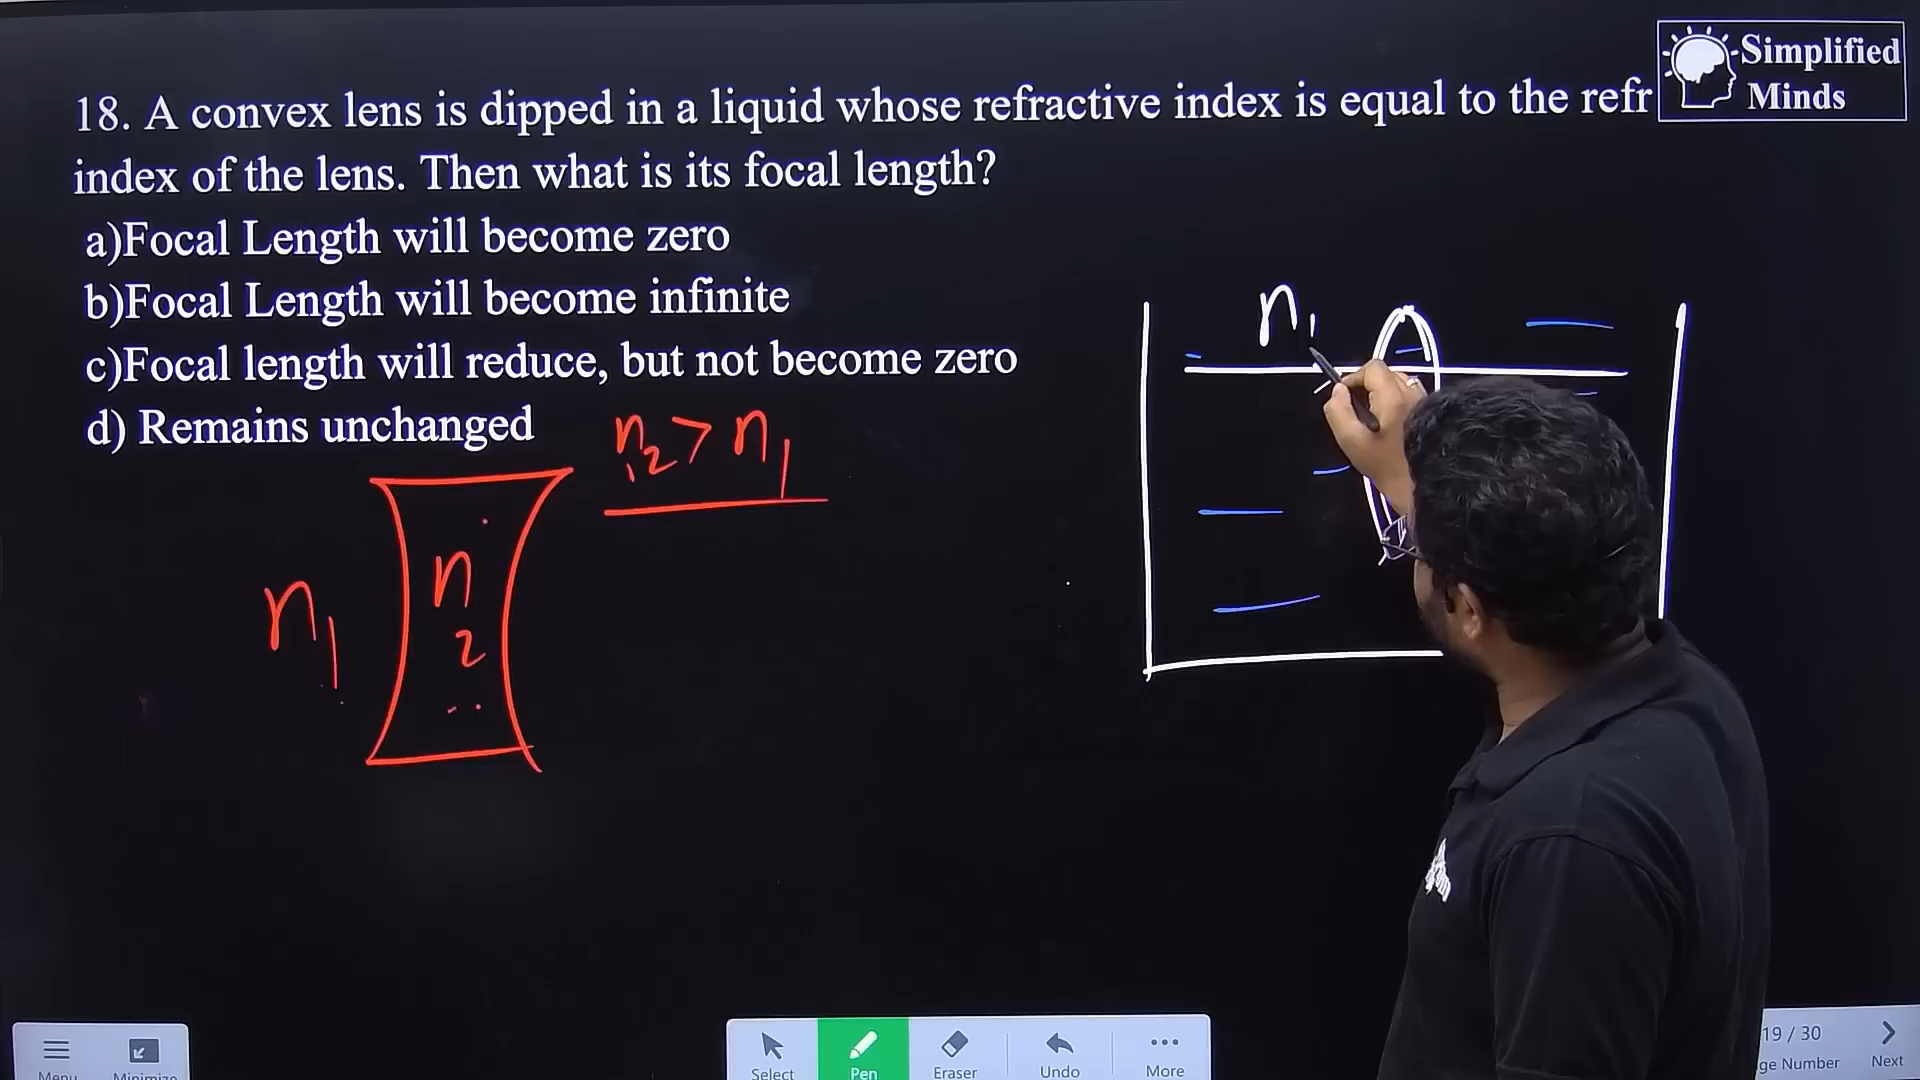 Simplified
Minds
18. A convex lens is dipped in a liquid whose refractive index is equal to the refr
index of the lens. Then what is its focal length?
a)Focal Length will become zero
b)Focal Length will become infinite
c)Focal length will reduce, but not become zero
d) Remains unchanged
n2 > n1
n1
n1
n
2
19 / 30
ge Number
Next
Menu
Minimize
Select
Pen
Eraser
Undo
More